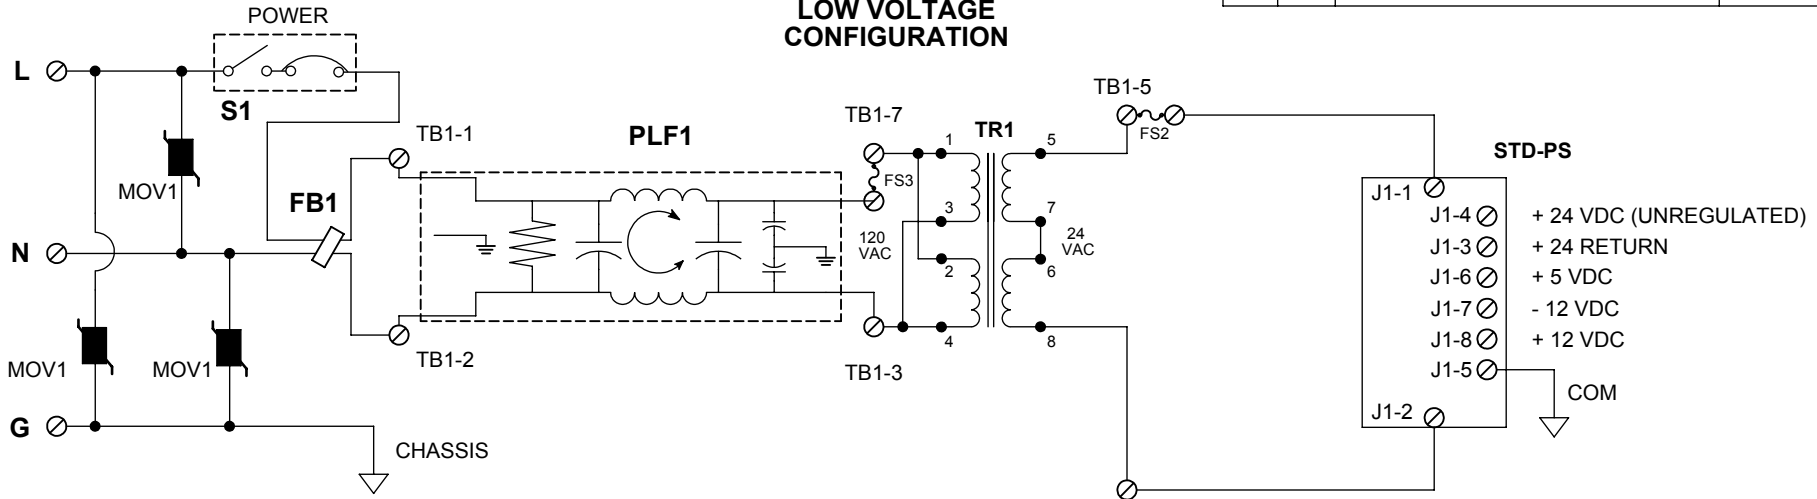 LOW VOLTAGE
CONFIGURATION
POWER
L
S1
MOV1
FB1
N
MOV1
MOV1
G
CHASSIS
TB1-1
TB1-2
PLF1
TB1-7
FS3
120
VAC
TB1-3
TR1
1
3
2
4
5
7
6
8
24
VAC
TB1-5
FS2
STD-PS
J1-1
J1-4 + 24 VDC (UNREGULATED)
J1-3 + 24 RETURN
J1-6 + 5 VDC
J1-7 - 12 VDC
J1-8 + 12 VDC
J1-5
COM
J1-2